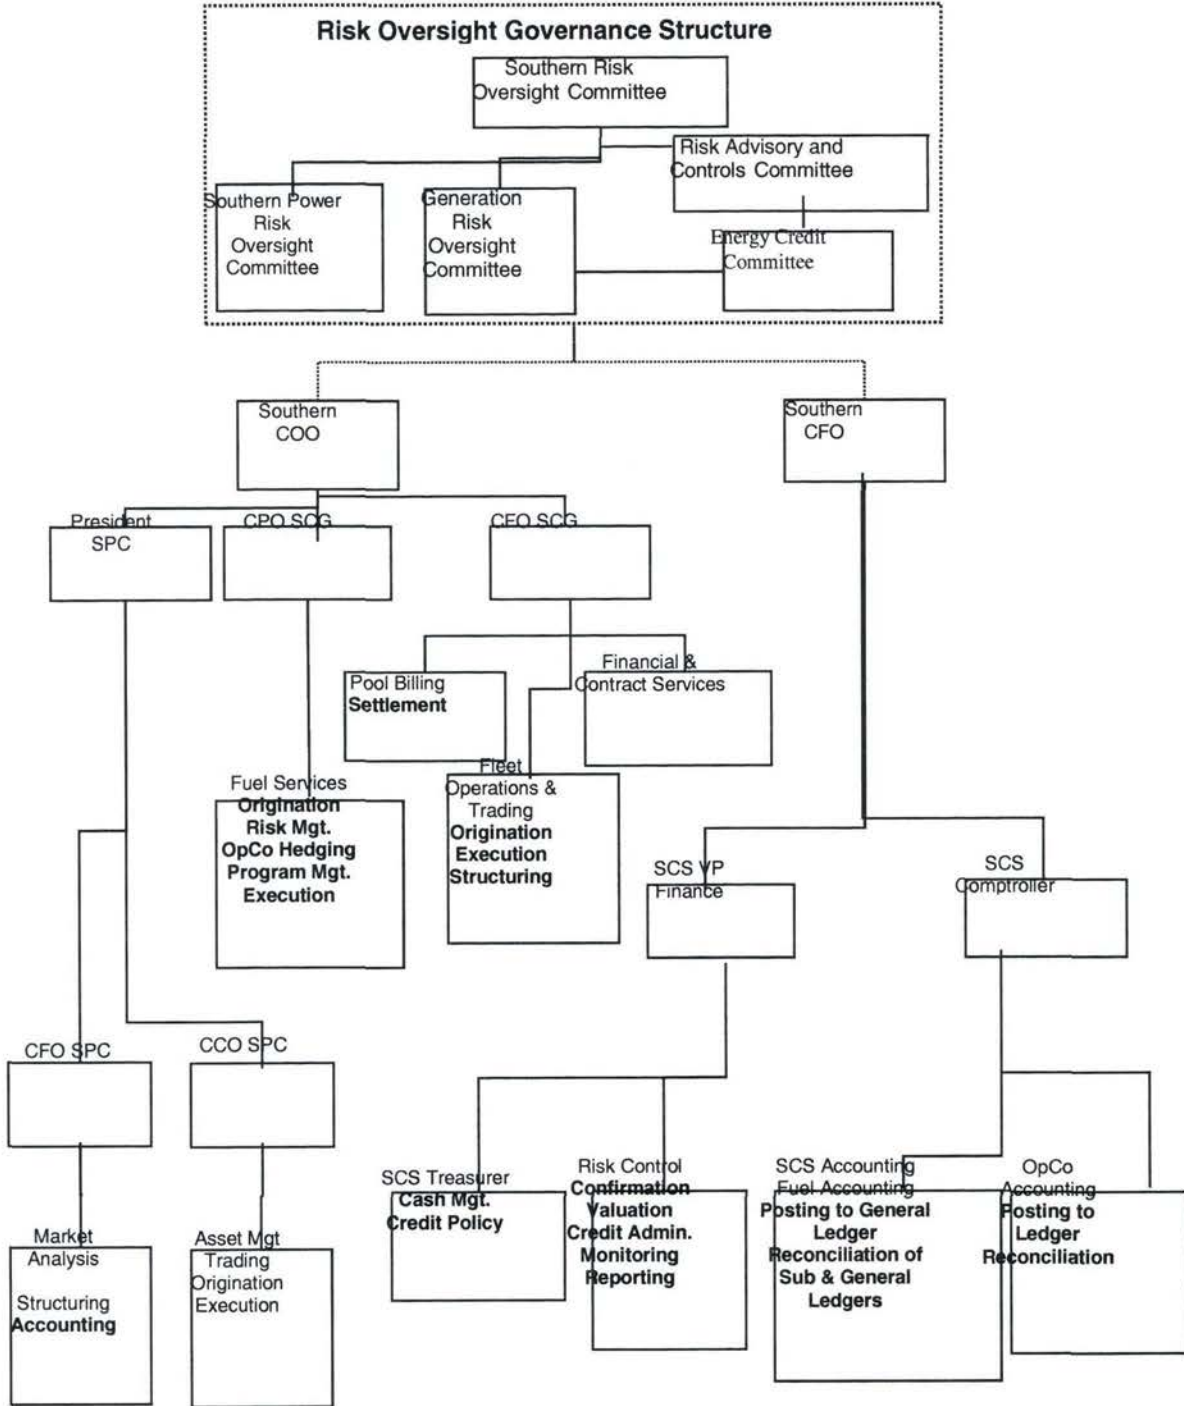 Risk Oversight Governance Structure
Southern Risk
Oversight Committee
Risk Advisory and
Controls Committee
Southern Power
Risk
Oversight
Committee
Generation
Risk
Oversight
Committee
Energy Credit
Committee
Southern
COO
Southern
CFO
President
SPC
CPO SCG
CFO SCG
Pool Billing
Settlement
Financial &
Contract Services
Fuel Services
Origination
Risk Mgt.
OpCo Hedging
Program Mgt.
Execution
Fleet
Operations &
Trading
Origination
Execution
Structuring
SCS VP
Finance
SCS
Comptroller
CFO SPC
CCO SPC
SCS Treasurer
Cash Mgt.
Credit Policy
Risk Control
Confirmation
Valuation
Credit Admin.
Monitoring
Reporting
SCS Accounting
Fuel Accounting
Posting to General
Ledger
Reconciliation of
Sub & General
Ledgers
OpCo
Accounting
Posting to
Ledger
Reconciliation
Market
Analysis
Structuring
Accounting
Asset Mgt
Trading
Origination
Execution